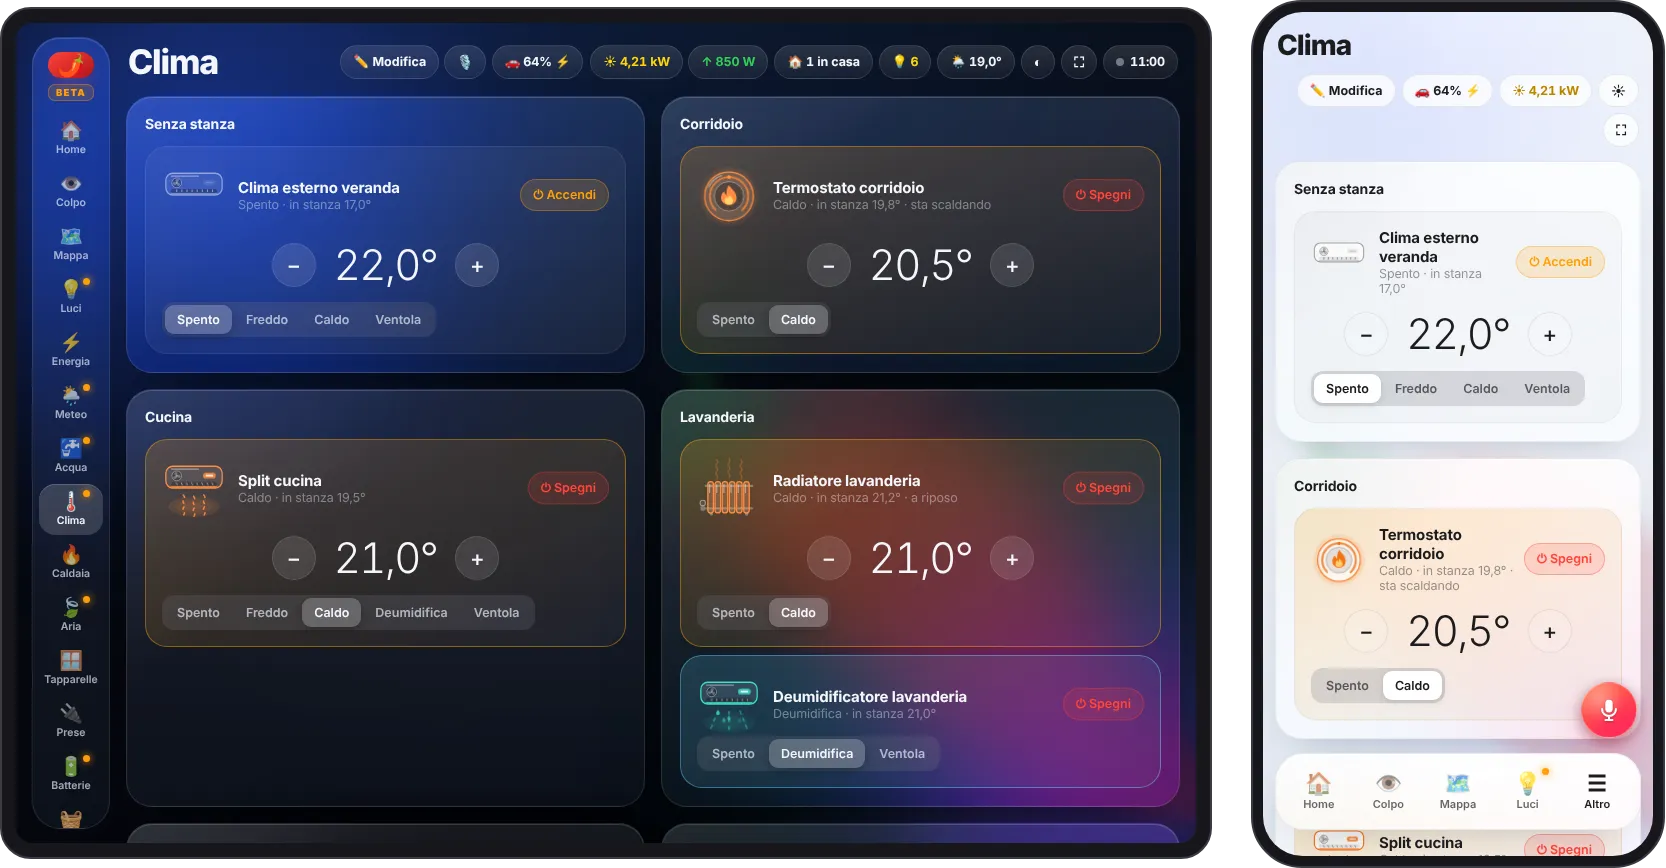 Clima
✏️ Modifica
🚗 64% ⚡
☀ 4,21 kW
↑ 850 W
🏠 1 in casa
💡 6
🌦️ 19,0°
11:00
BETA
Home
Colpo
Mappa
Luci
Energia
Meteo
Acqua
Clima
Caldaia
Aria
Tapparelle
Prese
Batterie
Senza stanza
Clima esterno veranda
Spento · in stanza 17,0°
Accendi
− 22,0° +
Spento Freddo Caldo Ventola
Corridoio
Termostato corridoio
Caldo · in stanza 19,8° · sta scaldando
Spegni
− 20,5° +
Spento Caldo
Cucina
Split cucina
Caldo · in stanza 19,5°
Spegni
− 21,0° +
Spento Freddo Caldo Deumidifica Ventola
Lavanderia
Radiatore lavanderia
Caldo · in stanza 21,2° · a riposo
Spegni
− 21,0° +
Spento Caldo
Deumidificatore lavanderia
Deumidifica · in stanza 21,0°
Spegni
Spento Deumidifica Ventola
Clima
✏️ Modifica
🚗 64% ⚡
☀ 4,21 kW
Senza stanza
Clima esterno
veranda
Spento · in stanza
17,0°
Accendi
− 22,0° +
Spento Freddo Caldo Ventola
Corridoio
Termostato
corridoio
Caldo · in stanza 19,8° ·
sta scaldando
Spegni
− 20,5° +
Spento Caldo
Home
Colpo
Mappa
Luci
Altro
Split cucina
Spegni